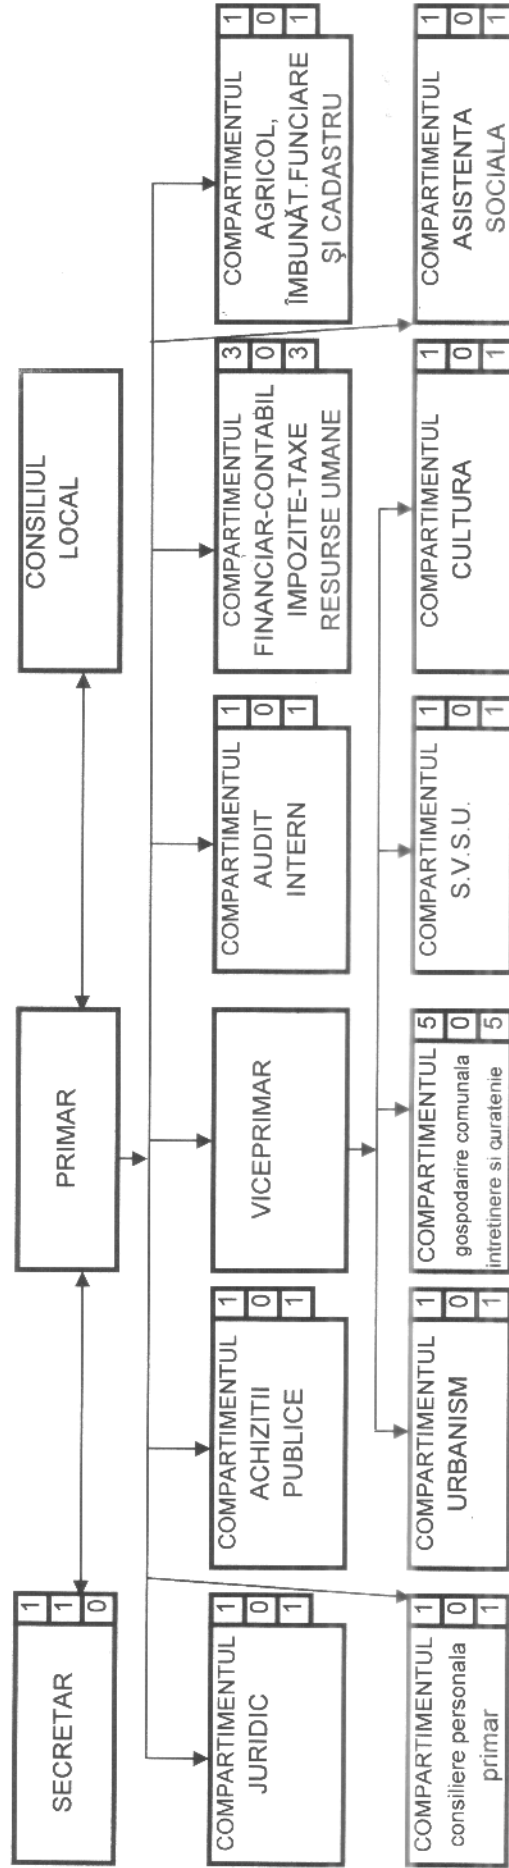 SECRETAR
1
1
0
PRIMAR
CONSILIUL
LOCAL
COMPARTIMENTUL
JURIDIC
1
0
1
COMPARTIMENTUL
ACHIZITII
PUBLICE
1
0
1
VICEPRIMAR
COMPARTIMENTUL
AUDIT
INTERN
1
0
1
COMPARTIMENTUL
FINANCIAR-CONTABIL
IMPOZITE-TAXE
RESURSE UMANE
3
0
3
COMPARTIMENTUL
AGRICOL,
ÎMBUNĂT.FUNCIARE
ŞI CADASTRU
1
0
1
COMPARTIMENTUL
consiliere personala
primar
1
0
1
COMPARTIMENTUL
URBANISM
1
0
1
COMPARTIMENTUL
gospodarire comunala
intretinere si curatenie
5
0
5
COMPARTIMENTUL
S.V.S.U.
1
0
1
COMPARTIMENTUL
CULTURA
1
0
1
COMPARTIMENTUL
ASISTENTA
SOCIALA
1
0
1